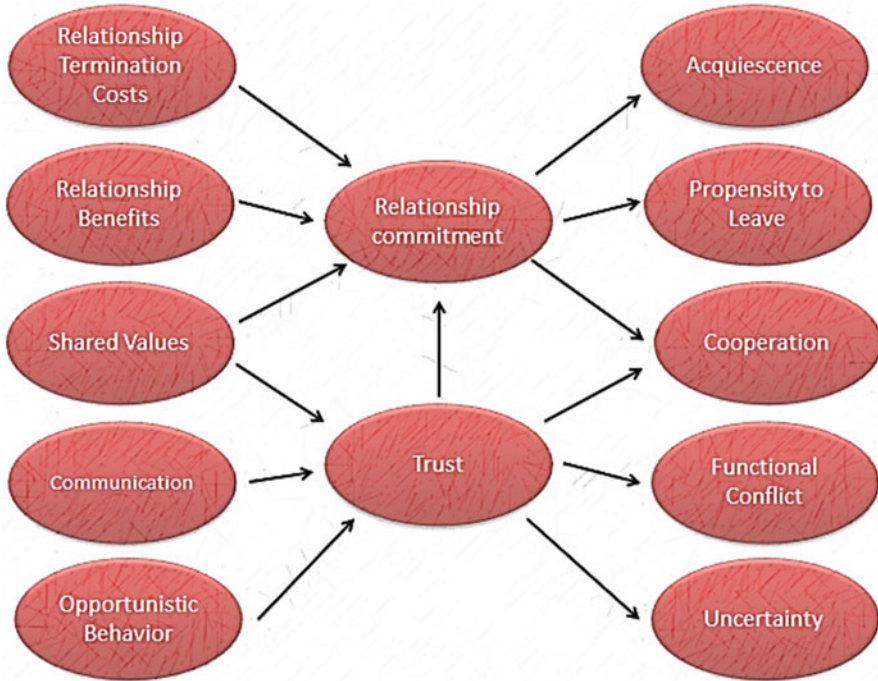 Relationship
Termination
Costs
Acquiescence
Relationship
Benefits
Relationship
commitment
Propensity to
Leave
Shared Values
Cooperation
Communication
Trust
Functional
Conflict
Opportunistic
Behavior
Uncertainty